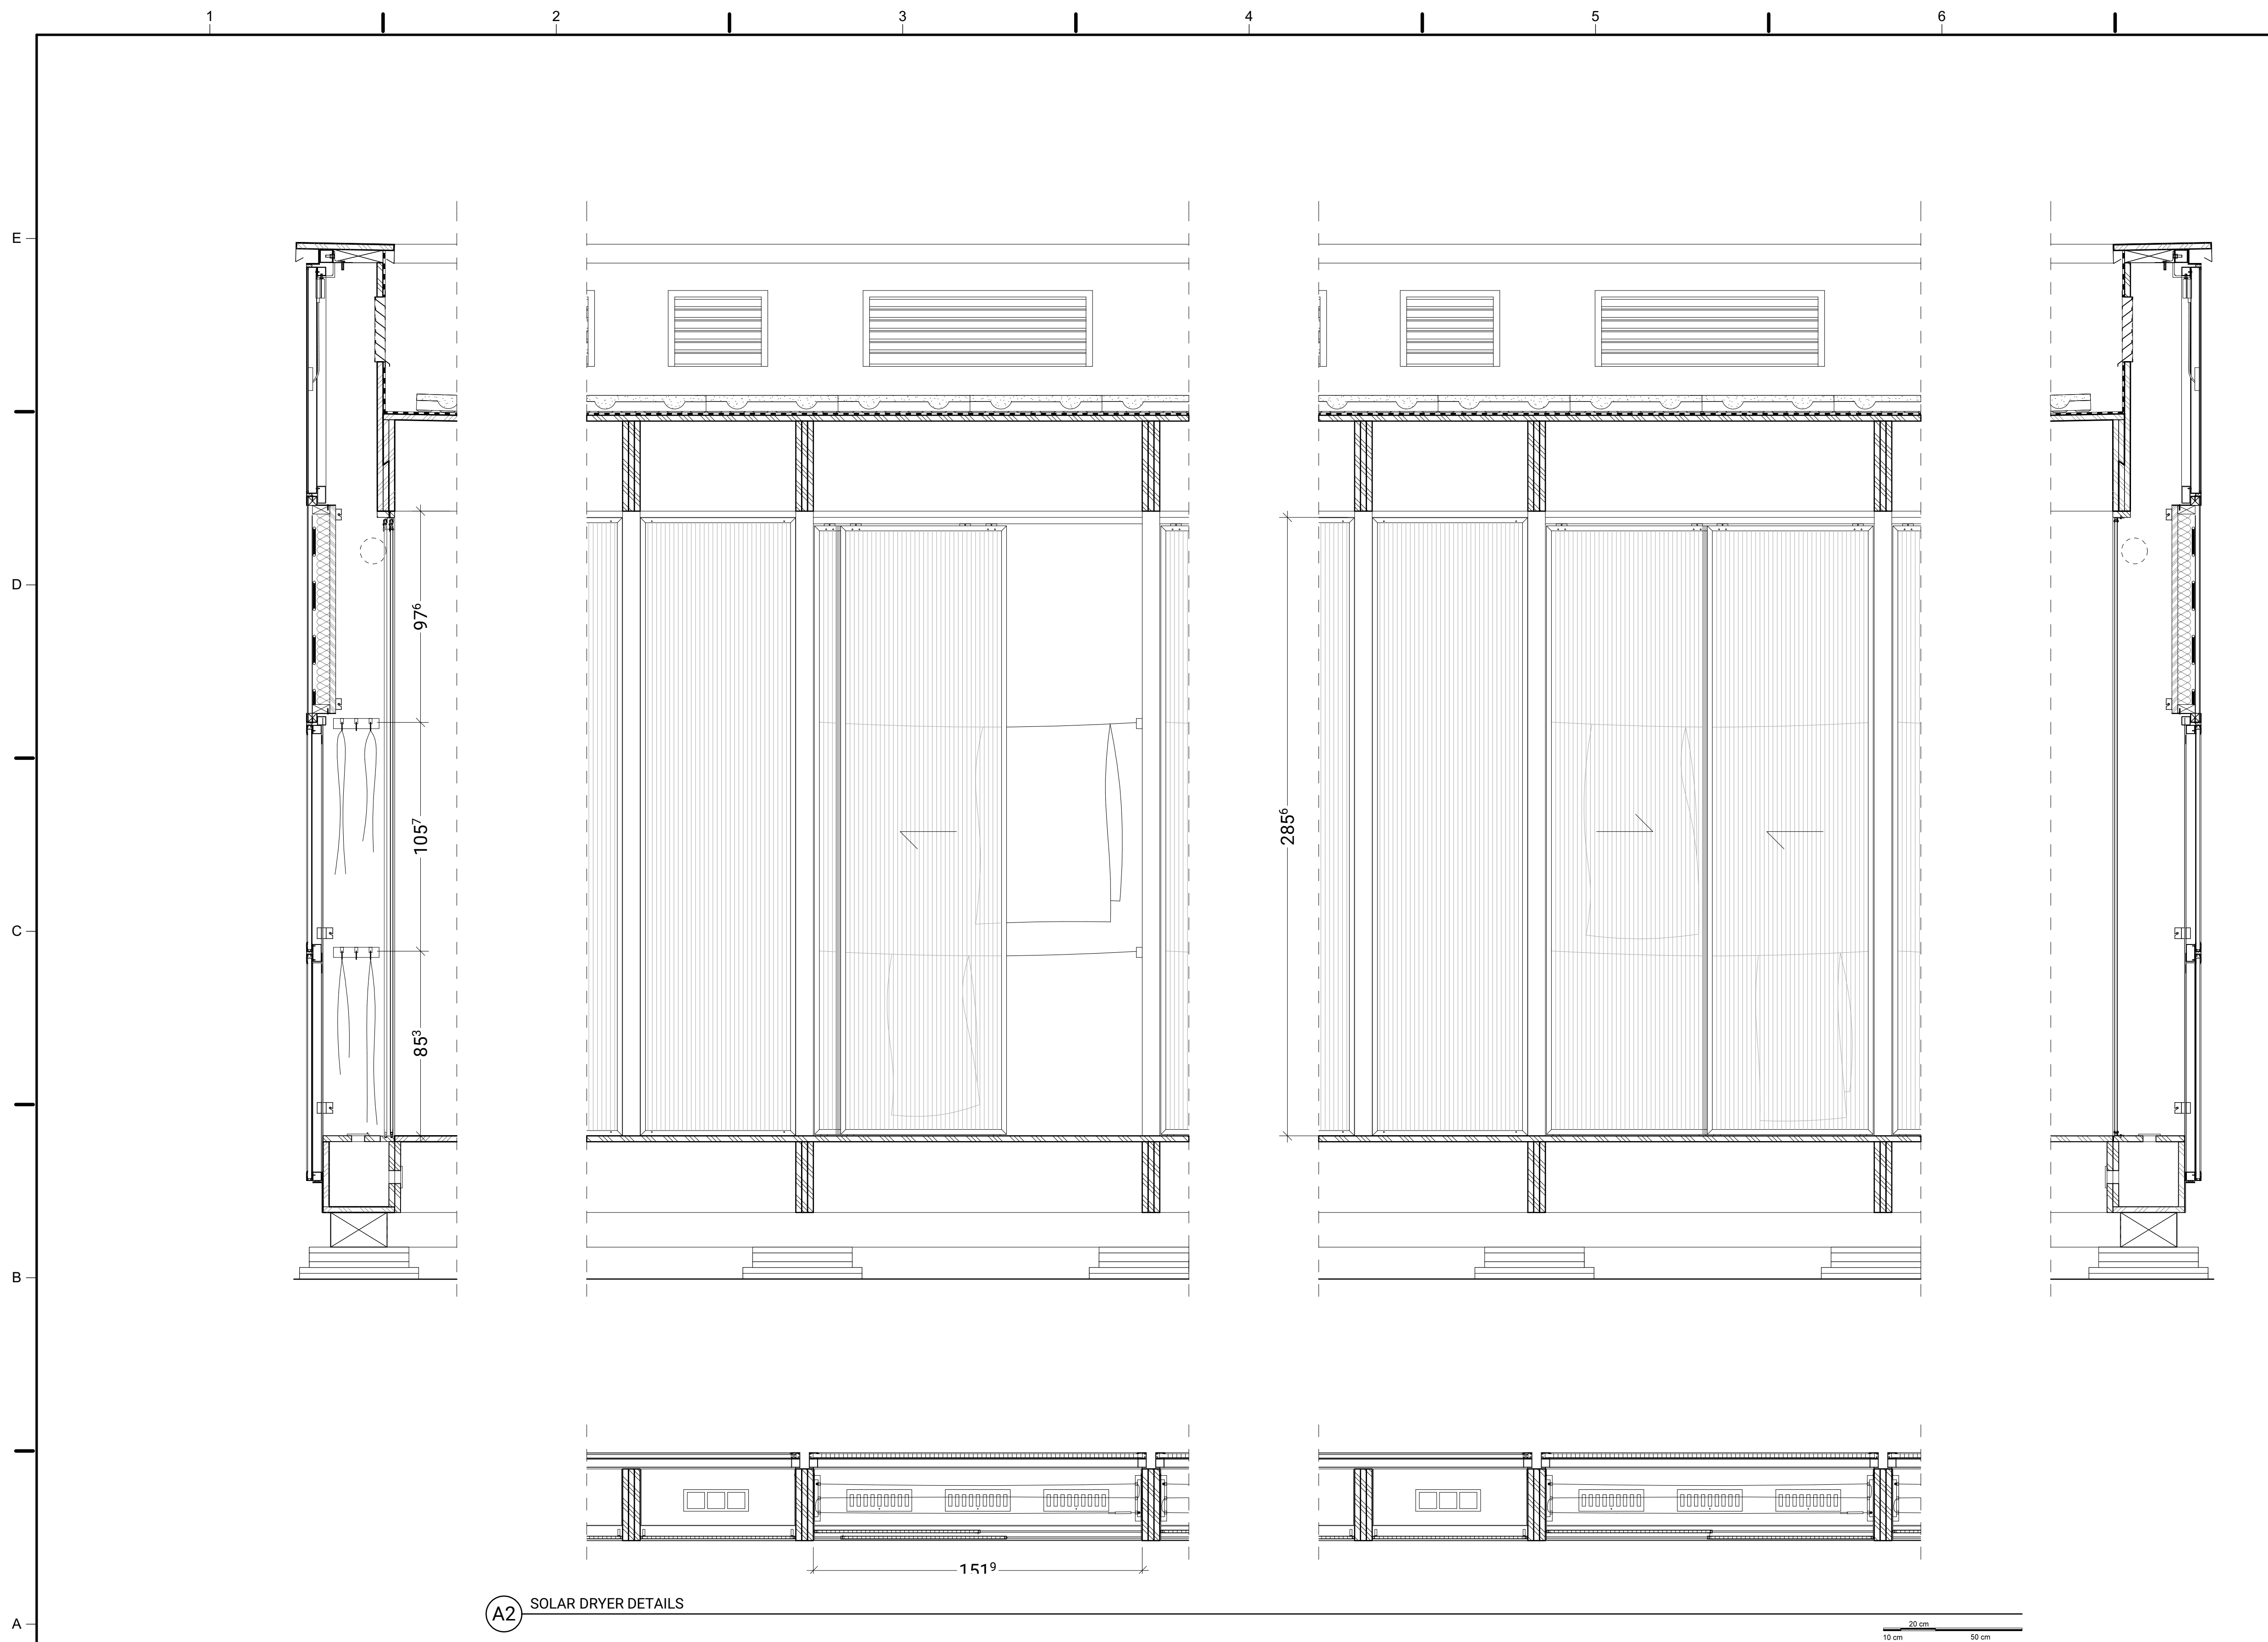 1 2 3 4 5 6
E
D
97⁶
105⁷
285⁶
C
85³
B
151⁹
A2 SOLAR DRYER DETAILS
A
20 cm
10 cm 50 cm